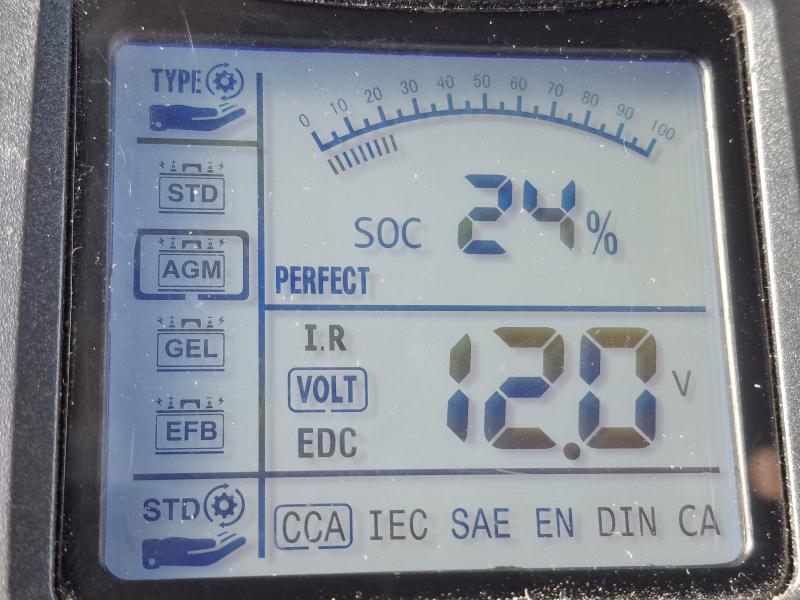 TYPE
0 10 20 30 40 50 60 70 80 90 100
STD
SOC 24%
AGM
PERFECT
GEL
I.R
VOLT 12.0 V
EFB
EDC
STD
CCA IEC SAE EN DIN CA